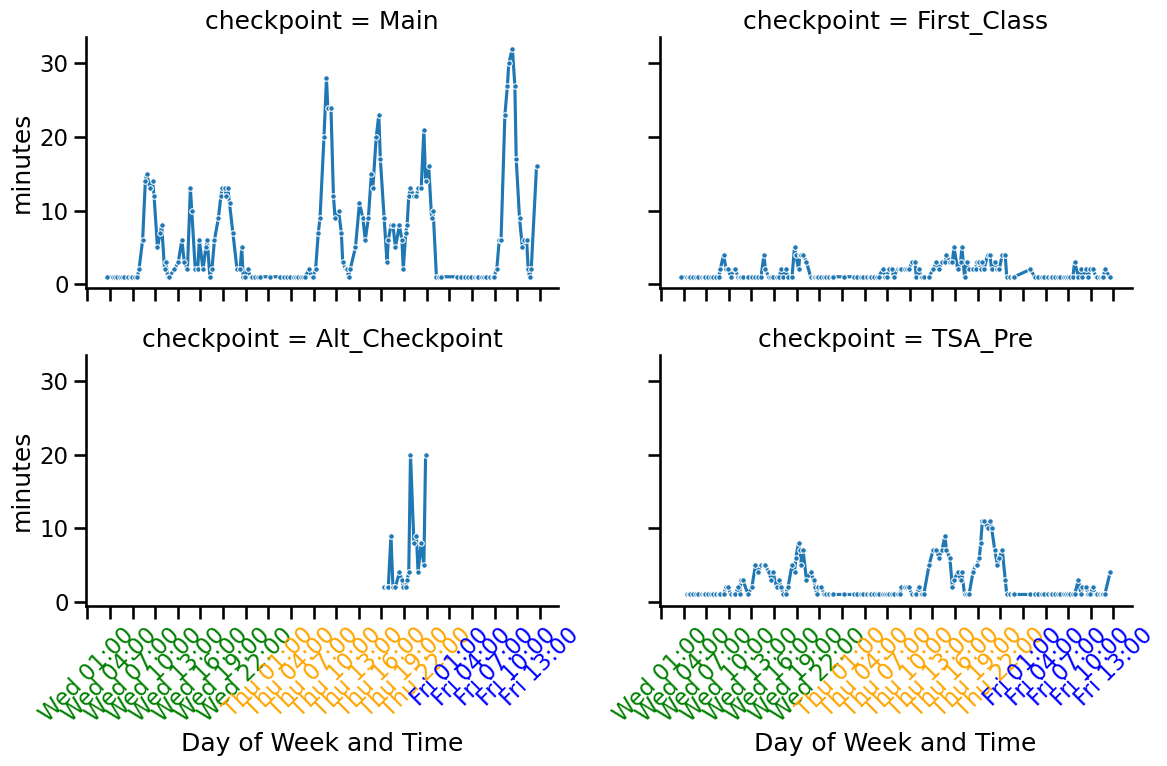 checkpoint = Main
checkpoint = First_Class
30
20
10
0
minutes
checkpoint = Alt_Checkpoint
checkpoint = TSA_Pre
30
20
10
0
minutes
Wed 01:00
Wed 04:00
Wed 07:00
Wed 10:00
Wed 13:00
Wed 16:00
Wed 19:00
Wed 22:00
Thu 01:00
Thu 04:00
Thu 07:00
Thu 10:00
Thu 13:00
Thu 16:00
Thu 19:00
Thu 22:00
Fri 01:00
Fri 04:00
Fri 07:00
Fri 10:00
Fri 13:00
Wed 01:00
Wed 04:00
Wed 07:00
Wed 10:00
Wed 13:00
Wed 16:00
Wed 19:00
Wed 22:00
Thu 01:00
Thu 04:00
Thu 07:00
Thu 10:00
Thu 13:00
Thu 16:00
Thu 19:00
Thu 22:00
Fri 01:00
Fri 04:00
Fri 07:00
Fri 10:00
Fri 13:00
Day of Week and Time
Day of Week and Time